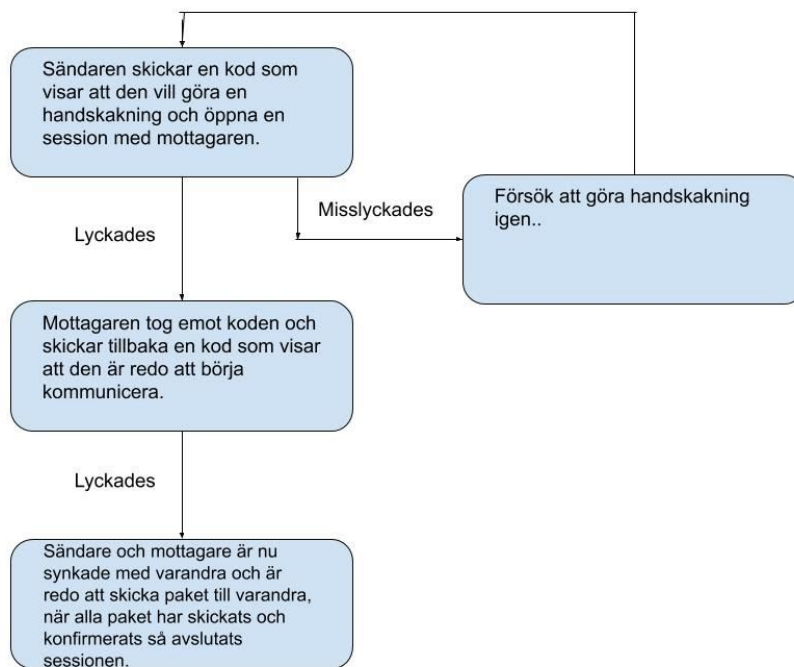 Sändaren skickar en kod som
visar att den vill göra en
handskakning och öppna en
session med mottagaren.
Misslyckades
Försök att göra handskakning
igen..
Lyckades
Mottagaren tog emot koden och
skickar tillbaka en kod som visar
att den är redo att börja
kommunicera.
Lyckades
Sändare och mottagare är nu
synkade med varandra och är
redo att skicka paket till varandra,
när alla paket har skickats och
konfirmerats så avslutats
sessionen.